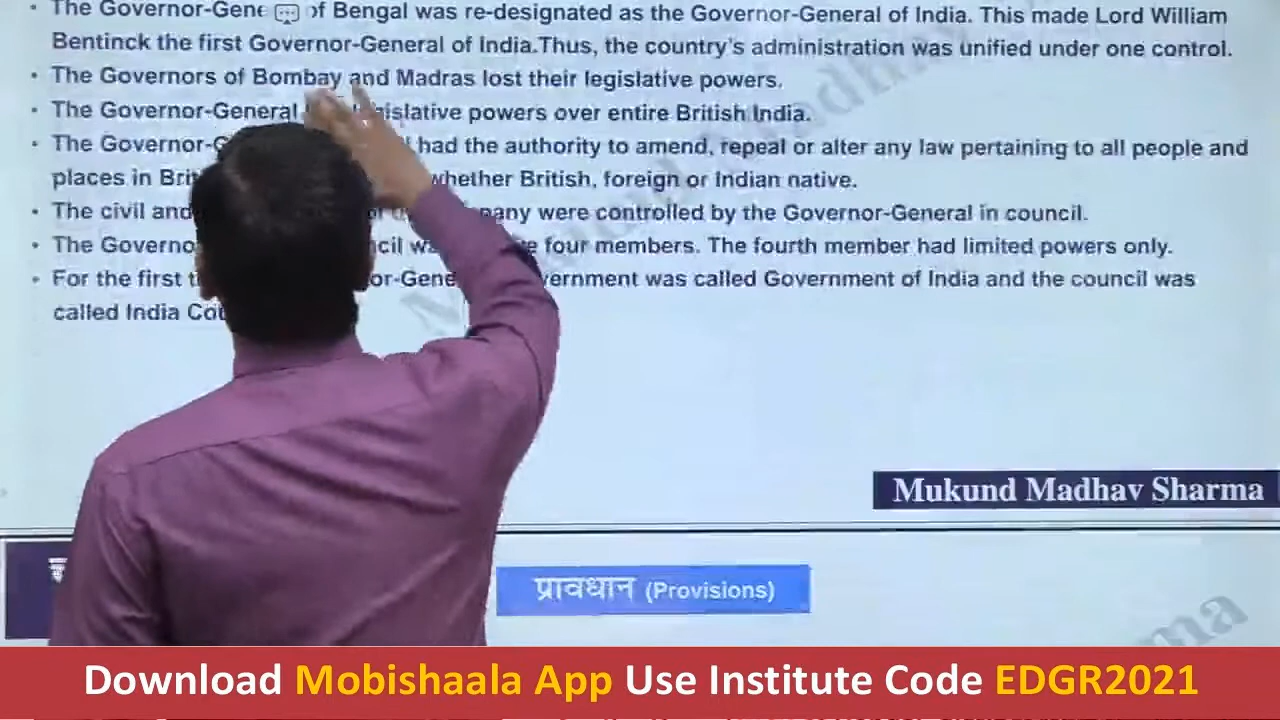 • The Governor-Gene of Bengal was re-designated as the Governor-General of India. This made Lord William
Bentinck the first Governor-General of India.Thus, the country's administration was unified under one control.
• The Governors of Bombay and Madras lost their legislative powers.
• The Governor-General legislative powers over entire British India.
• The Governor-G had the authority to amend, repeal or alter any law pertaining to all people and
places in Brit whether British, foreign or Indian native.
• The civil and pany were controlled by the Governor-General in council.
• The Governo cil four members. The fourth member had limited powers only.
• For the first ti or-Gene vernment was called Government of India and the council was
called India Cou
Mukund Madhav Sharma
प्रावधान (Provisions)
rma
Download Mobishaala App Use Institute Code EDGR2021